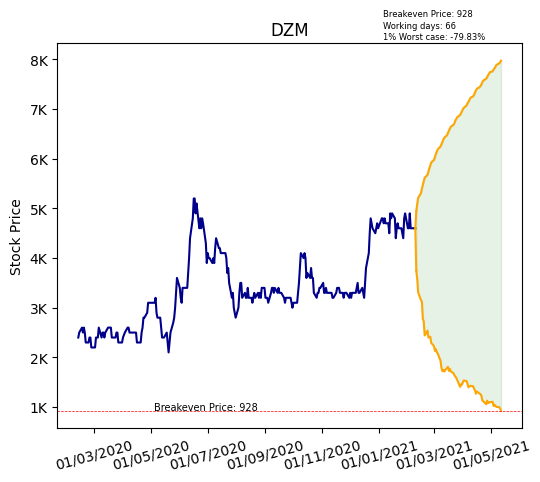 Breakeven Price: 928
Working days: 66
1% Worst case: -79.83%
DZM
Stock Price
8K
7K
6K
5K
4K
3K
2K
1K
Breakeven Price: 928
01/03/2020 01/05/2020 01/07/2020 01/09/2020 01/11/2020 01/01/2021 01/03/2021 01/05/2021